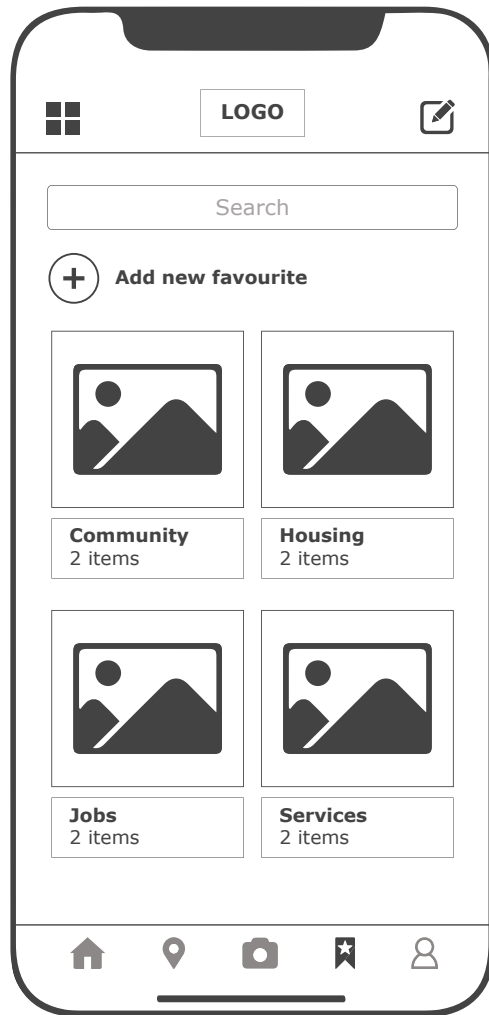 LOGO
Search
Add new favourite
Community
2 items
Housing
2 items
Jobs
2 items
Services
2 items